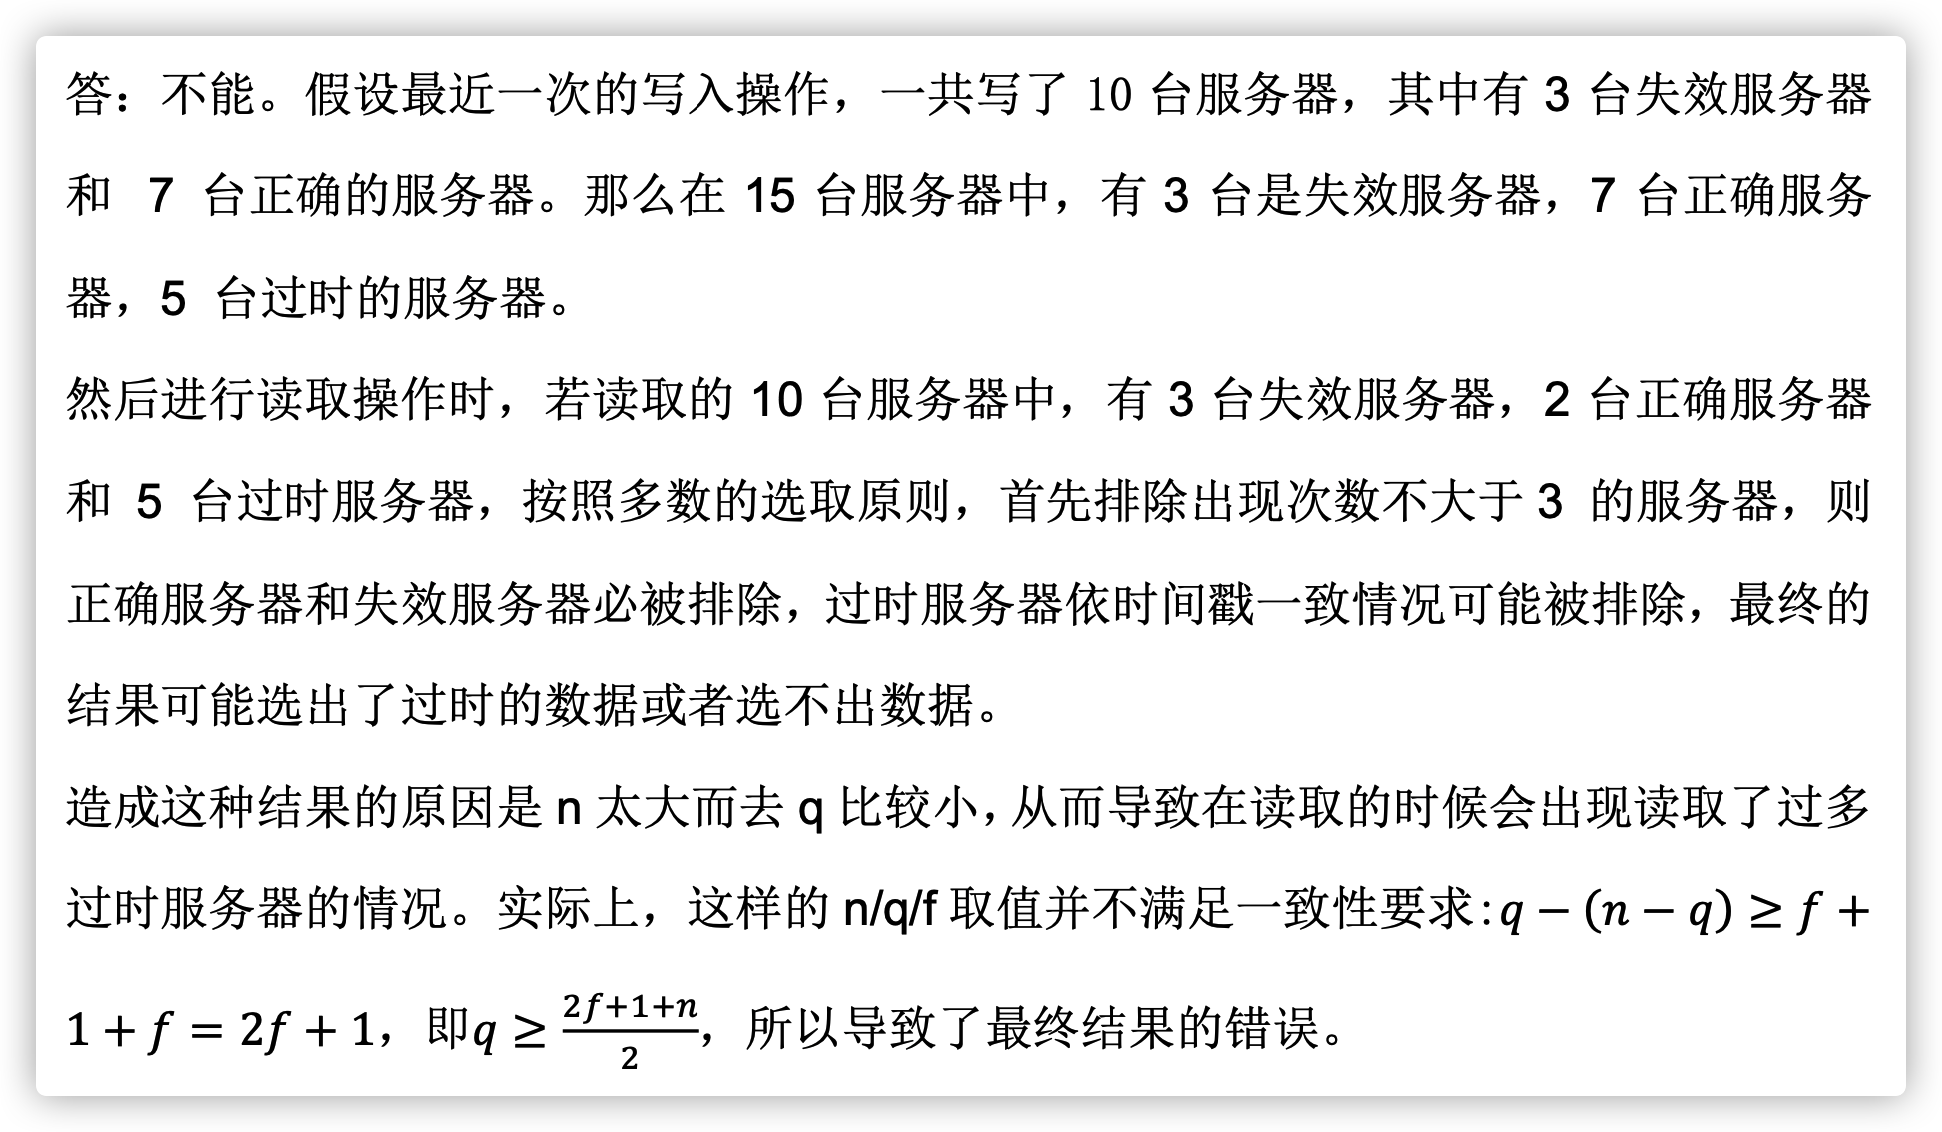 答：不能。假设最近一次的写入操作，一共写了 10 台服务器，其中有 3 台失效服务器
和 7 台正确的服务器。那么在 15 台服务器中，有 3 台是失效服务器，7 台正确服务
器，5 台过时的服务器。
然后进行读取操作时，若读取的 10 台服务器中，有 3 台失效服务器，2 台正确服务器
和 5 台过时服务器，按照多数的选取原则，首先排除出现次数不大于 3 的服务器，则
正确服务器和失效服务器必被排除，过时服务器依时间戳一致情况可能被排除，最终的
结果可能选出了过时的数据或者选不出数据。
造成这种结果的原因是 n 太大而去 q 比较小，从而导致在读取的时候会出现读取了过多
过时服务器的情况。实际上，这样的 n/q/f 取值并不满足一致性要求：q − (n − q) ≥ f +
1 + f = 2f + 1，即q ≥ \frac{2f+1+n}{2}，所以导致了最终结果的错误。